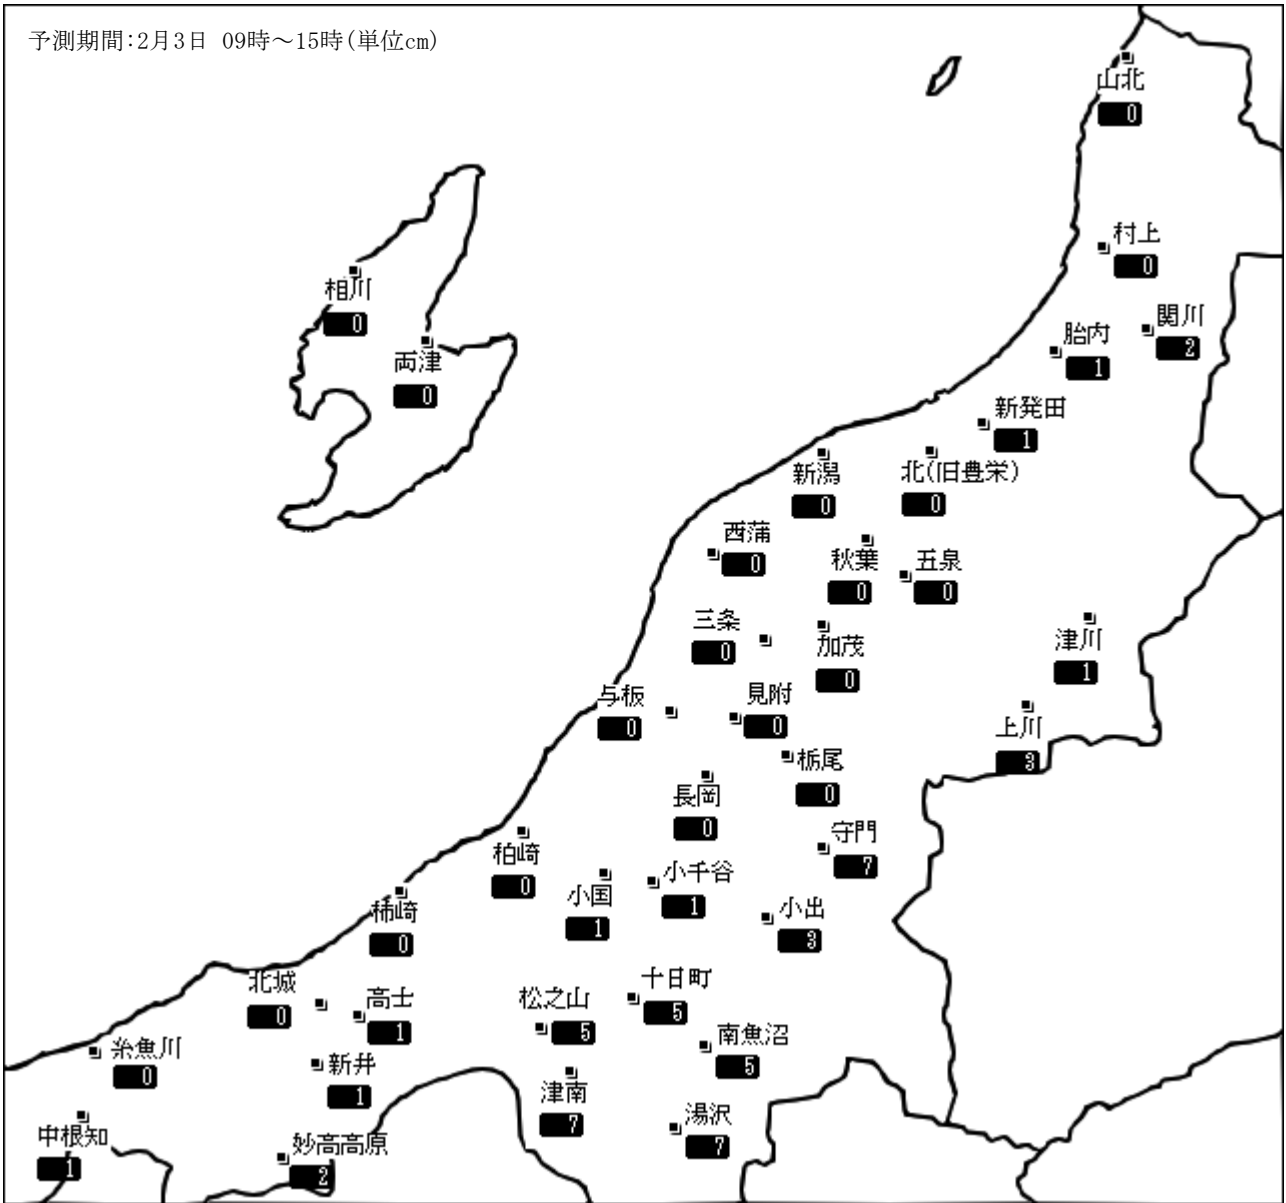 予測期間:2月3日 09時～15時(単位cm)
山北
0
村上
0
相川
0
関川
2
胎内
1
両津
0
新発田
1
新潟
0
北(旧豊栄)
0
西蒲
0
秋葉
0
五泉
0
三条
0
加茂
0
津川
1
与板
0
見附
0
上川
3
栃尾
0
長岡
0
守門
7
柏崎
0
小千谷
1
小国
1
柿崎
0
小出
3
北城
0
高士
1
松之山
5
十日町
5
南魚沼
5
糸魚川
0
新井
1
津南
7
湯沢
7
中根知
1
妙高高原
2